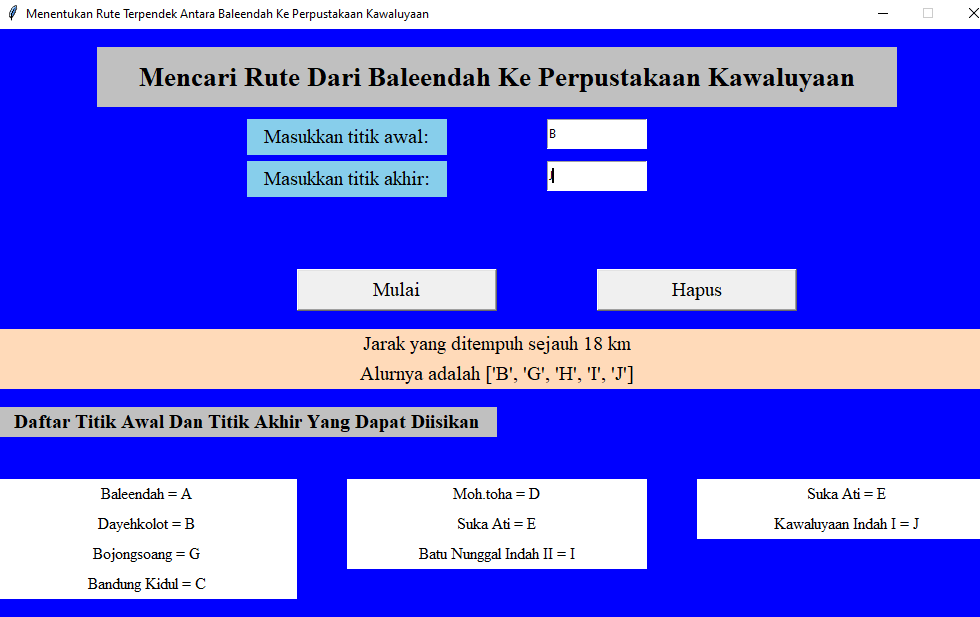 Menentukan Rute Terpendek Antara Baleendah Ke Perpustakaan Kawaluyaan
Mencari Rute Dari Baleendah Ke Perpustakaan Kawaluyaan
Masukkan titik awal: B
Masukkan titik akhir: J
Mulai Hapus
Jarak yang ditempuh sejauh 18 km
Alurnya adalah ['B', 'G', 'H', 'I', 'J']
Daftar Titik Awal Dan Titik Akhir Yang Dapat Diisikan
Baleendah = A
Dayehkolot = B
Bojongsoang = G
Bandung Kidul = C
Moh.toha = D
Suka Ati = E
Batu Nunggal Indah II = I
Suka Ati = E
Kawaluyaan Indah I = J